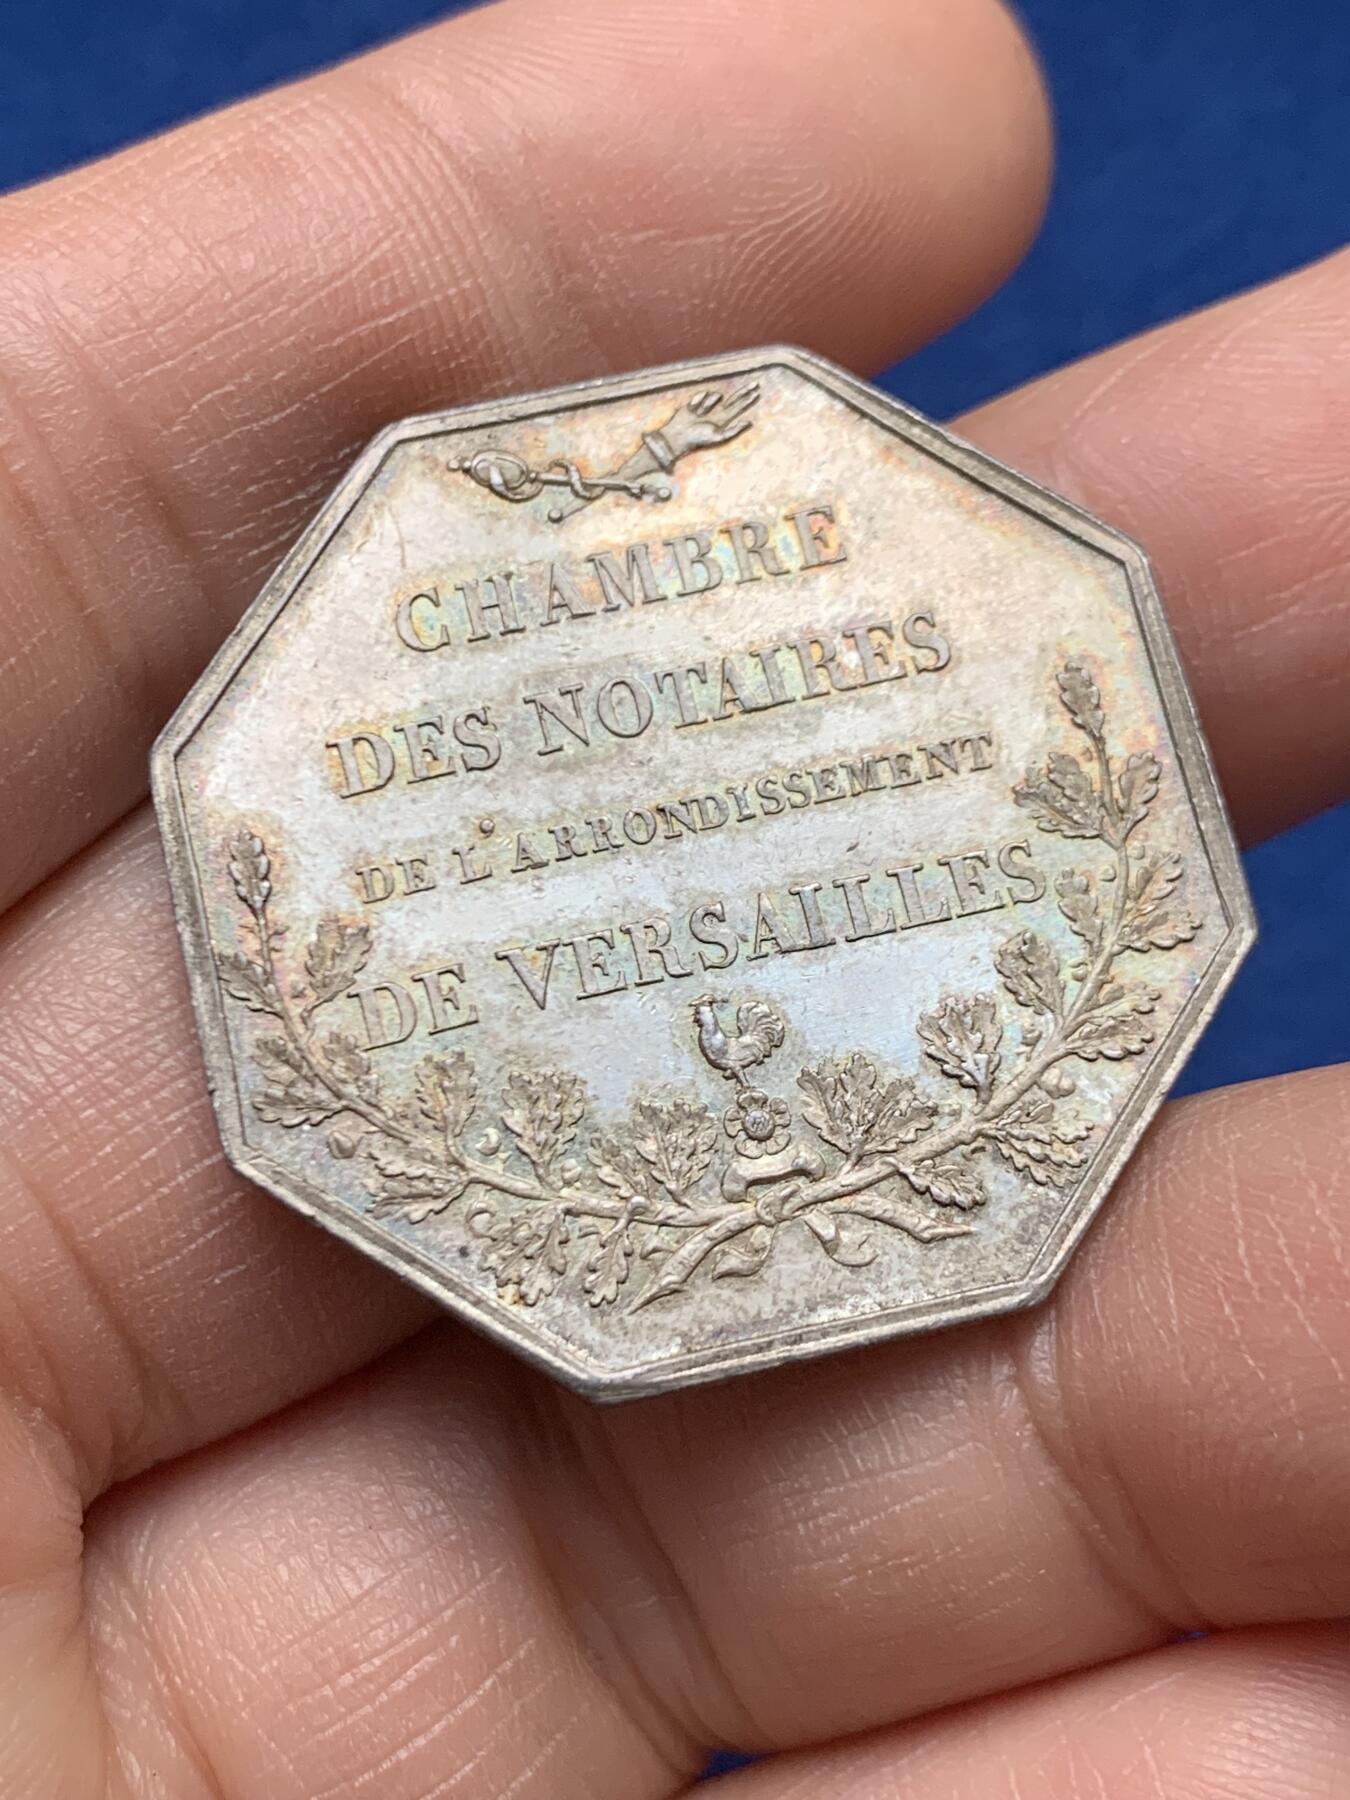 CHAMBRE
DES NOTAIRES
DE L'ARRONDISSEMENT
DE VERSAILLES